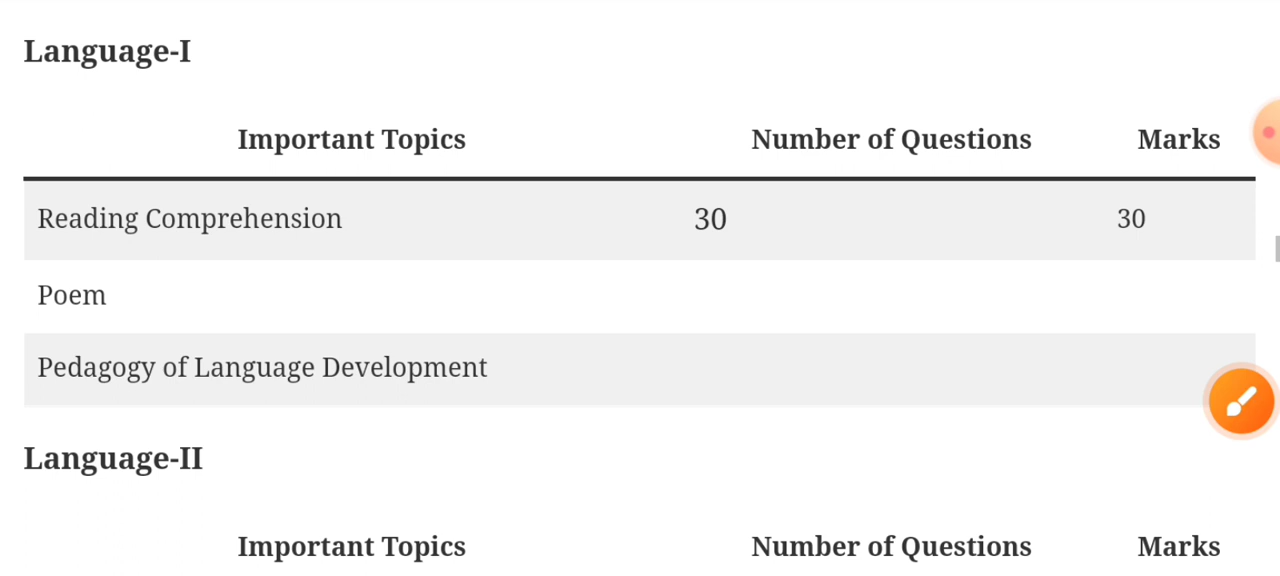 Language-I
Important Topics Number of Questions Marks
Reading Comprehension 30 30
Poem
Pedagogy of Language Development
Language-II
Important Topics Number of Questions Marks